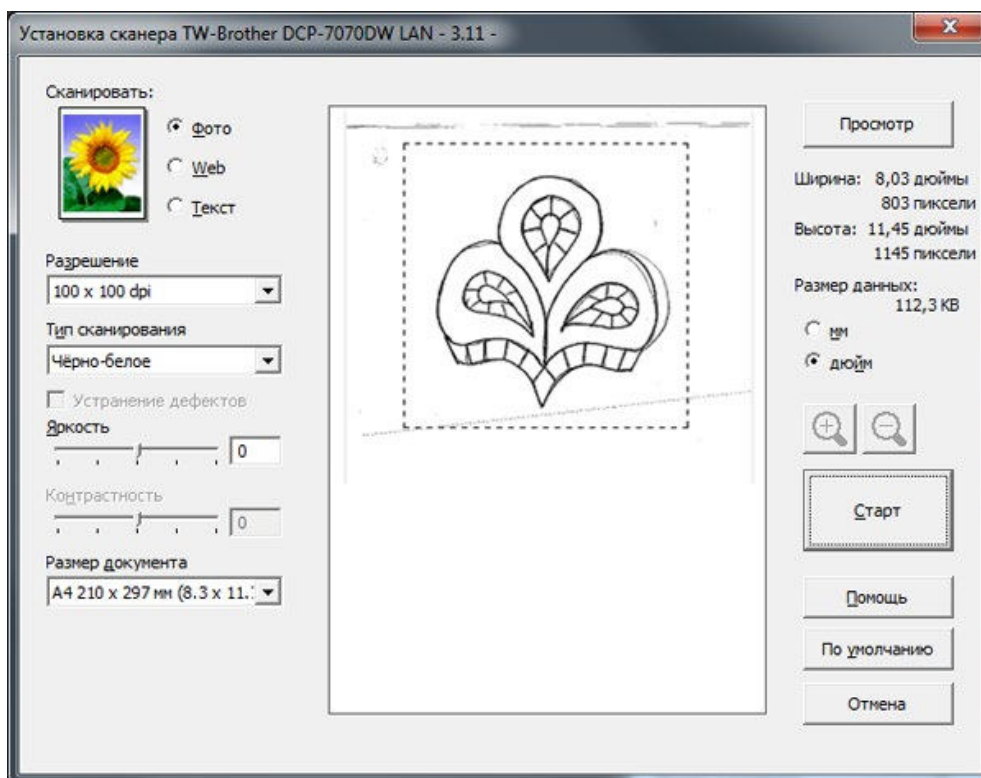 Установка сканера TW-Brother DCP-7070DW LAN - 3.11 -
Сканировать:
Фото
Web
Текст
Разрешение
100 x 100 dpi
Тип сканирования
Чёрно-белое
Устранение дефектов
Яркость
0
Контрастность
0
Размер документа
A4 210 x 297 мм (8.3 x 11.
Просмотр
Ширина: 8,03 дюймы
803 пиксели
Высота: 11,45 дюймы
1145 пиксели
Размер данных:
112,3 KB
мм
дюйм
Старт
Помощь
По умолчанию
Отмена